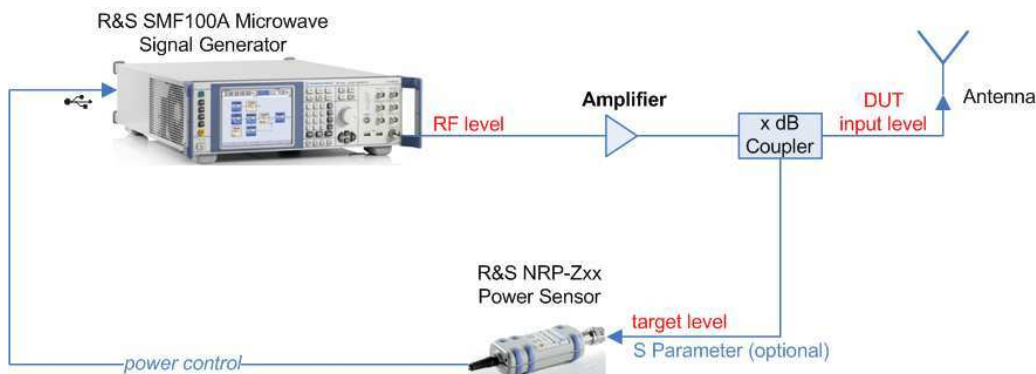 R&S SMF100A Microwave
Signal Generator
RF level
Amplifier
x dB
Coupler
DUT
input level
Antenna
R&S NRP-Zxx
Power Sensor
target level
S Parameter (optional)
power control